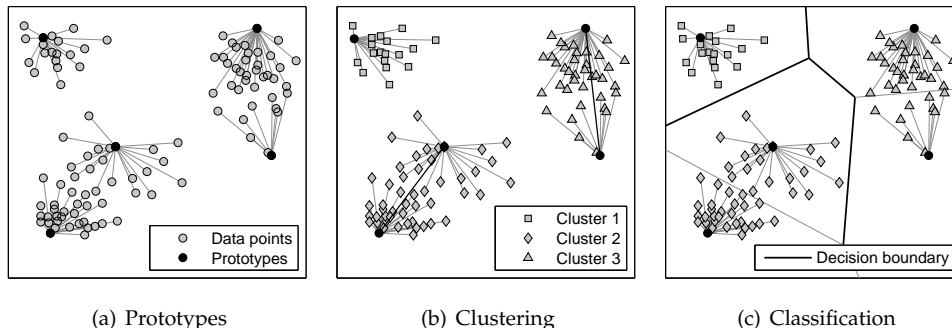 Data points
Prototypes
Cluster 1
Cluster 2
Cluster 3
Decision boundary
(a) Prototypes
(b) Clustering
(c) Classification